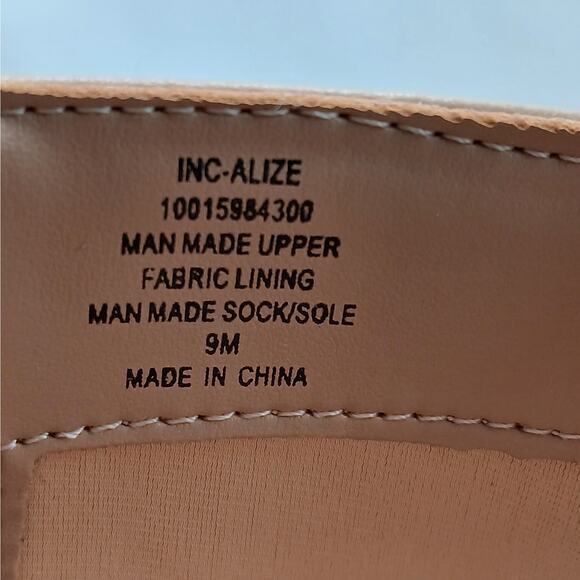 INC-ALIZE
10015984300
MAN MADE UPPER
FABRIC LINING
MAN MADE SOCK/SOLE
9M
MADE IN CHINA